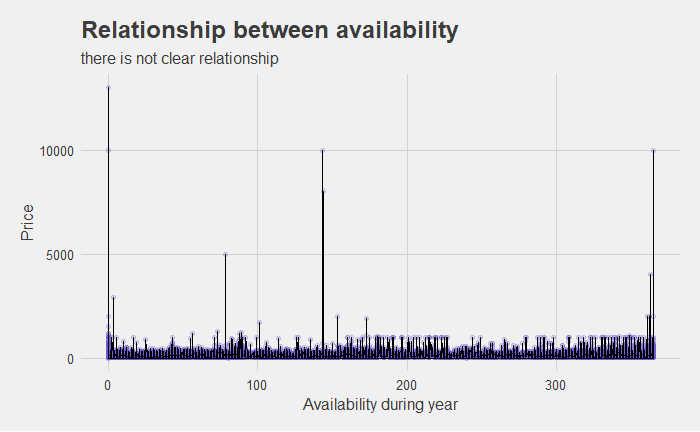 Relationship between availability
there is not clear relationship
Price
10000
5000
0
0 100 200 300
Availability during year